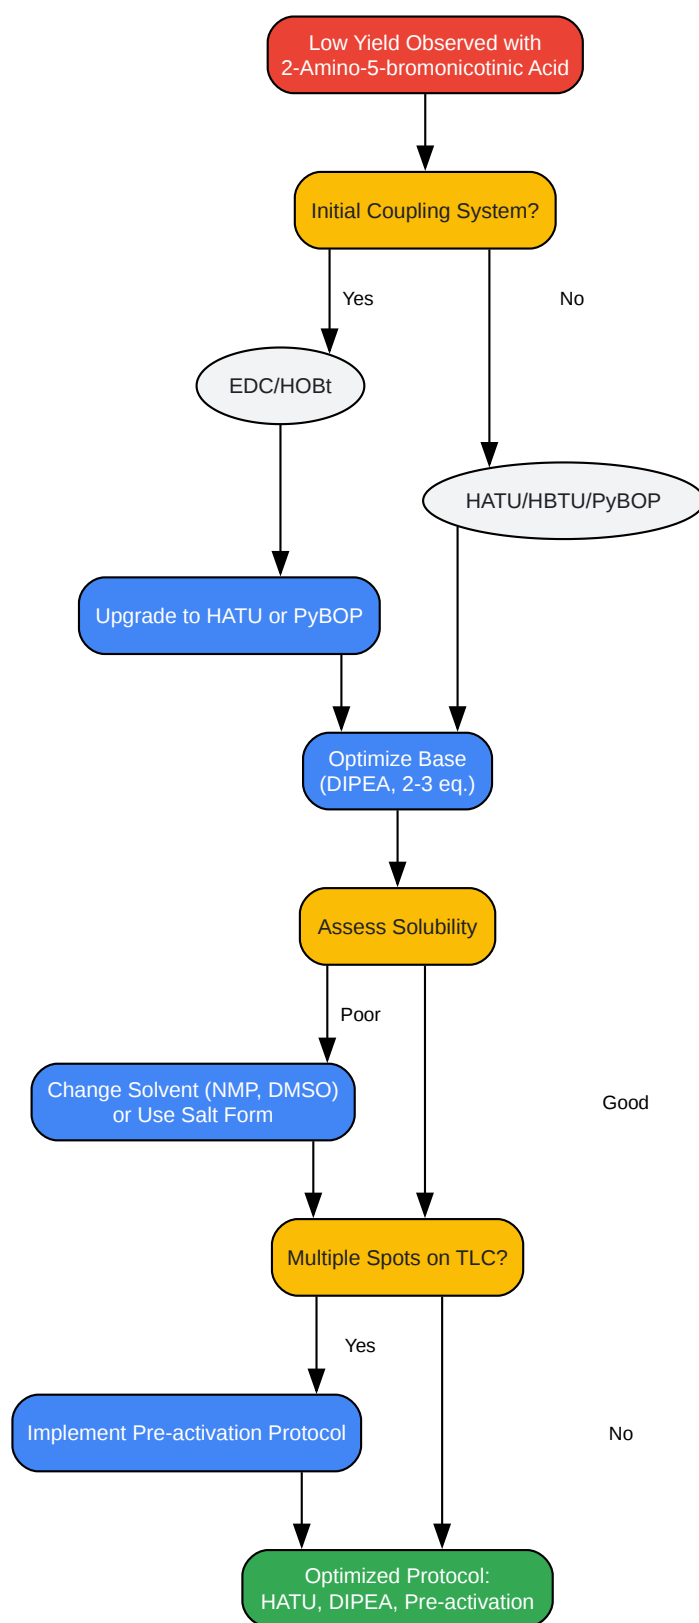 Low Yield Observed with
2-Amino-5-bromonicotinic Acid
Initial Coupling System?
Yes
No
EDC/HOBt
HATU/HBTU/PyBOP
Upgrade to HATU or PyBOP
Optimize Base
(DIPEA, 2-3 eq.)
Assess Solubility
Poor
Change Solvent (NMP, DMSO)
or Use Salt Form
Good
Multiple Spots on TLC?
Yes
Implement Pre-activation Protocol
No
Optimized Protocol:
HATU, DIPEA, Pre-activation